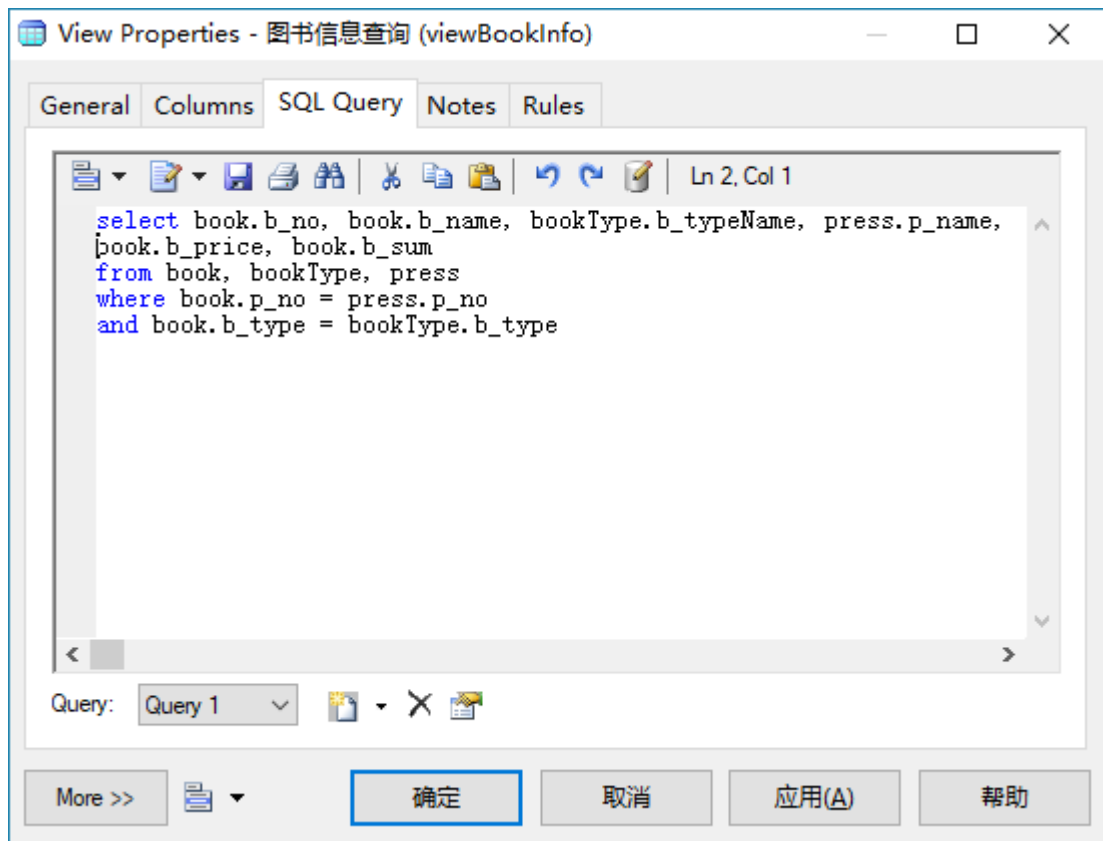 View Properties - 图书信息查询 (viewBookInfo)
General Columns SQL Query Notes Rules
Ln 2, Col 1
select book.b_no, book.b_name, bookType.b_typeName, press.p_name,
book.b_price, book.b_sum
from book, bookType, press
where book.p_no = press.p_no
and book.b_type = bookType.b_type
Query: Query 1
More >> 确定 取消 应用(A) 帮助